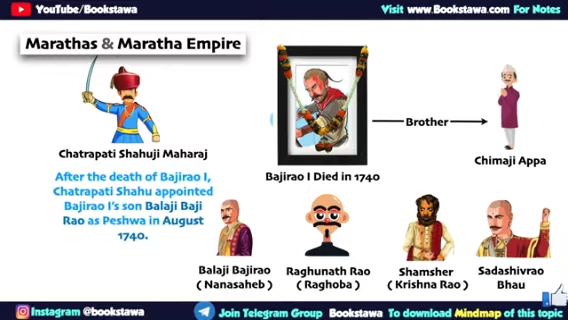 YouTube/Bookstawa
Visit www.Bookstawa.com For Notes
Marathas & Maratha Empire
Chatrapati Shahuji Maharaj
After the death of Bajirao I,
Chatrapati Shahu appointed
Bajirao I's son Balaji Baji
Rao as Peshwa in August
1740.
Bajirao I Died in 1740
Brother
Chimaji Appa
Balaji Bajirao
( Nanasaheb )
Raghunath Rao
( Raghoba )
Shamsher
( Krishna Rao )
Sadashivrao
Bhau
Instagram @bookstawa
Join Telegram Group Bookstawa To download Mindmap of this topic